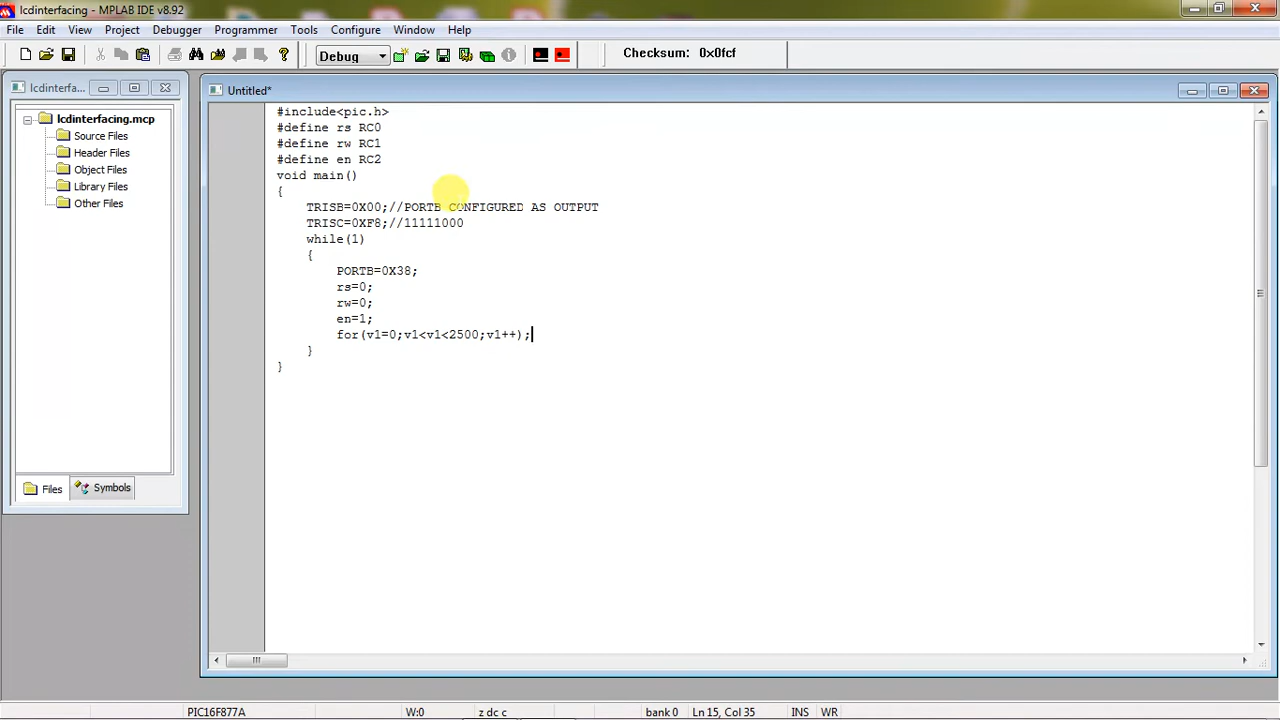 lcdinterfacing - MPLAB IDE v8.92
File Edit View Project Debugger Programmer Tools Configure Window Help
Debug
Checksum: 0x0fcf
lcdinterfa...
lcdinterfacing.mcp
Source Files
Header Files
Object Files
Library Files
Other Files
Files Symbols
Untitled*
#include<pic.h>
#define rs RC0
#define rw RC1
#define en RC2
void main()
{
TRISB=0X00;//PORTB CONFIGURED AS OUTPUT
TRISC=0XF8;//11111000
while(1)
{
PORTB=0X38;
rs=0;
rw=0;
en=1;
for(v1=0;v1<v1<2500;v1++);
}
}
PIC16F877A W:0 z dc c bank 0 Ln 15, Col 35 INS WR